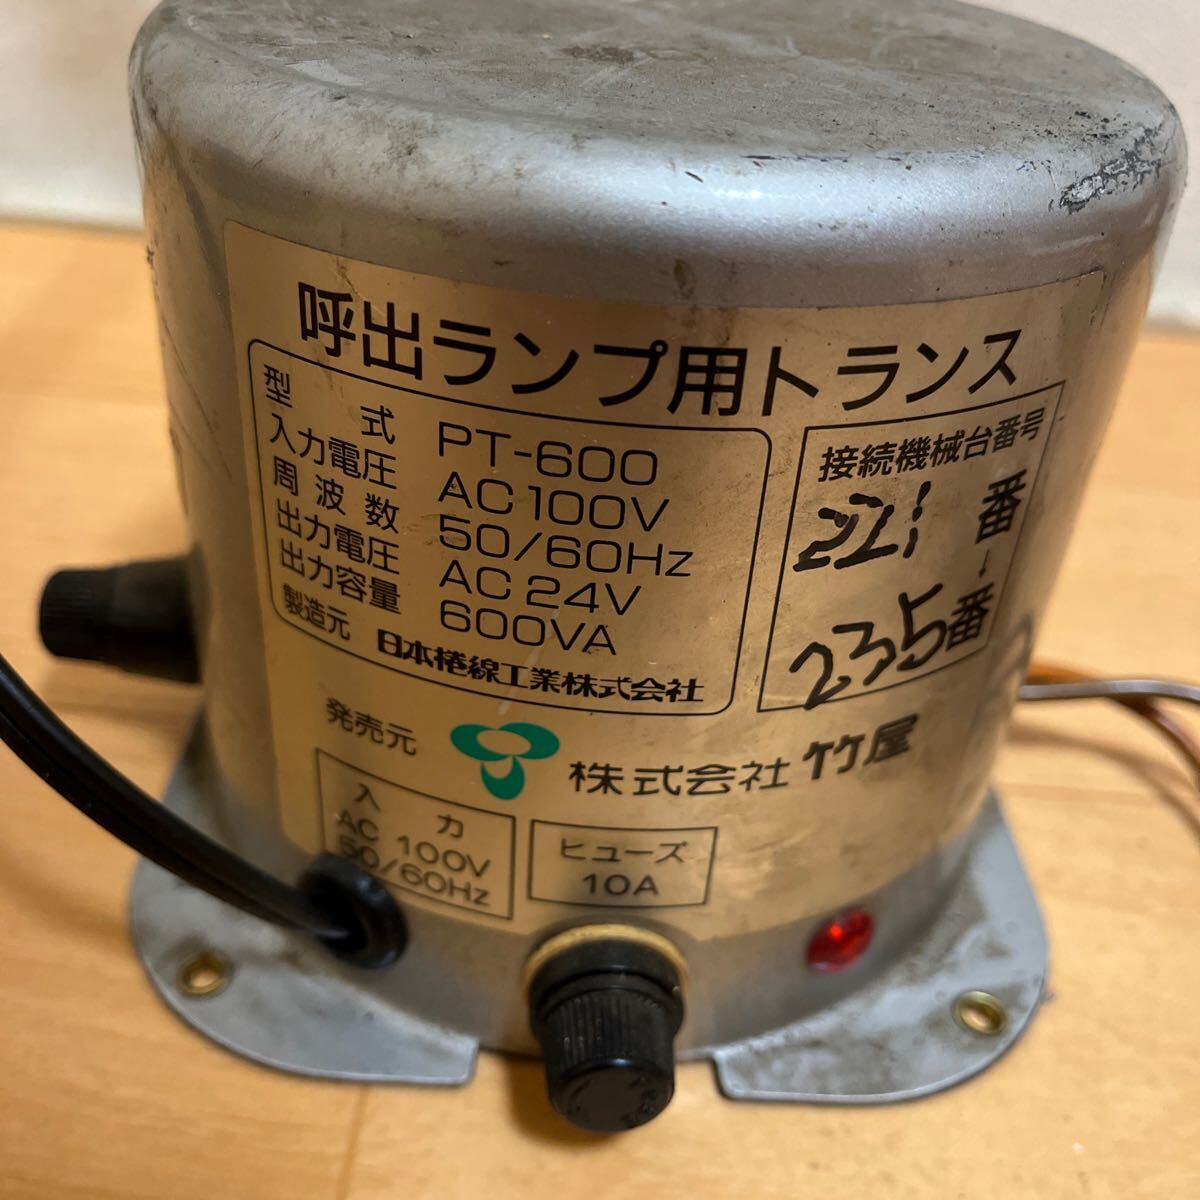 呼出ランプ用トランス
型式 PT-600
入力電圧 AC100V
周波数 50/60Hz
出力電圧 AC24V
出力容量 600VA
製造元 日本捲線工業株式会社
接続機械台番号
221番
↓
235番
発売元 株式会社 竹屋
入力
AC 100V
50/60Hz
ヒューズ
10A